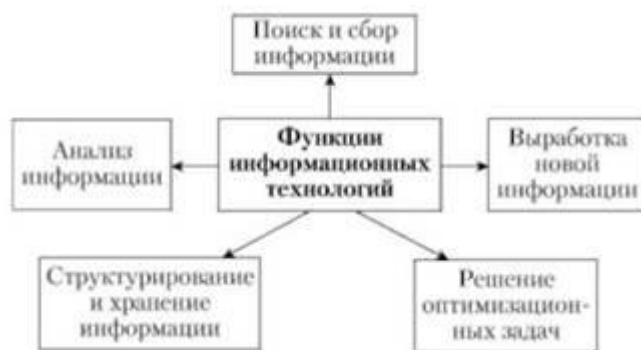 Поиск и сбор
информации
Анализ
информации
Функции
информационных
технологий
Выработка
новой
информации
Структурирование
и хранение
информации
Решение
оптимизацион-
ных задач